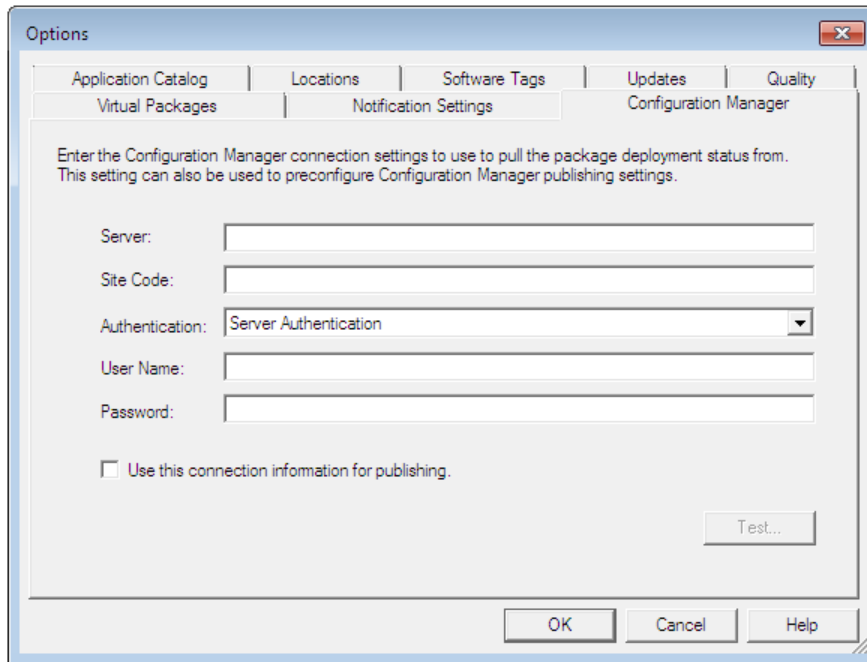 Options
Application Catalog Locations Software Tags Updates Quality
Virtual Packages Notification Settings Configuration Manager
Enter the Configuration Manager connection settings to use to pull the package deployment status from.
This setting can also be used to preconfigure Configuration Manager publishing settings.
Server:
Site Code:
Authentication: Server Authentication
User Name:
Password:
Use this connection information for publishing.
Test...
OK Cancel Help